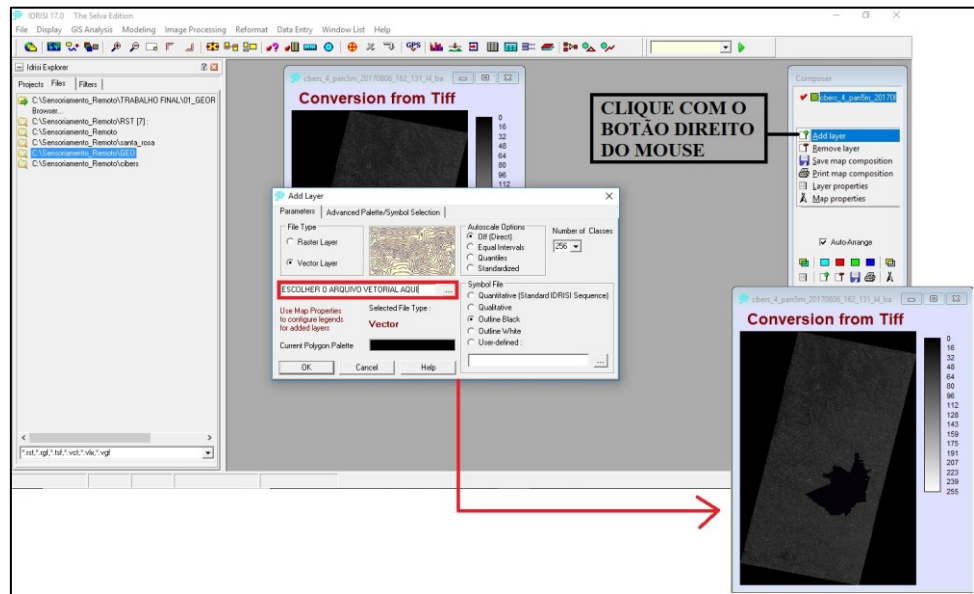 IDRISI 17.0 The Selva Edition
File Display GIS Analysis Modeling Image Processing Reformat Data Entry Window List Help
GPS
Idrisi Explorer
Projects Files Filters
C:\Sensoriamento_Remoto\TRABALHO FINAL\01_GEOR
Browser...
C:\Sensoriamento_Remoto\RST [7] :
C:\Sensoriamento_Remoto
C:\Sensoriamento_Remoto\santa_rosa
C:\Sensoriamento_Remoto\GEO
C:\Sensoriamento_Remoto\cibers
*.rst,*.rgf,*.tsf,*.vct,*.vlx,*.vgf
cbers_4_pan5m_20170806_162_131_l4_ba
Conversion from Tiff
0
16
32
48
64
80
96
112
CLIQUE COM O
BOTÃO DIREITO
DO MOUSE
Composer
cbers_4_pan5m_20170
Add layer
Remove layer
Save map composition
Print map composition
Layer properties
Map properties
Auto-Arrange
Add Layer
Parameters Advanced Palette/Symbol Selection
File Type
Raster Layer
Vector Layer
Autoscale Options
Off (Direct)
Equal Intervals
Quantiles
Standardized
Number of Classes
256
ESCOLHER O ARQUIVO VETORIAL AQUI
...
Use Map Properties
to configure legends
for added layers
Selected File Type :
Vector
Current Polygon Palette
Symbol File
Quantitative (Standard IDRISI Sequence)
Qualitative
Outline Black
Outline White
User-defined :
...
OK Cancel Help
cbers_4_pan5m_20170806_162_131_l4_ba
Conversion from Tiff
0
16
32
48
64
80
96
112
128
143
159
175
191
207
223
239
255